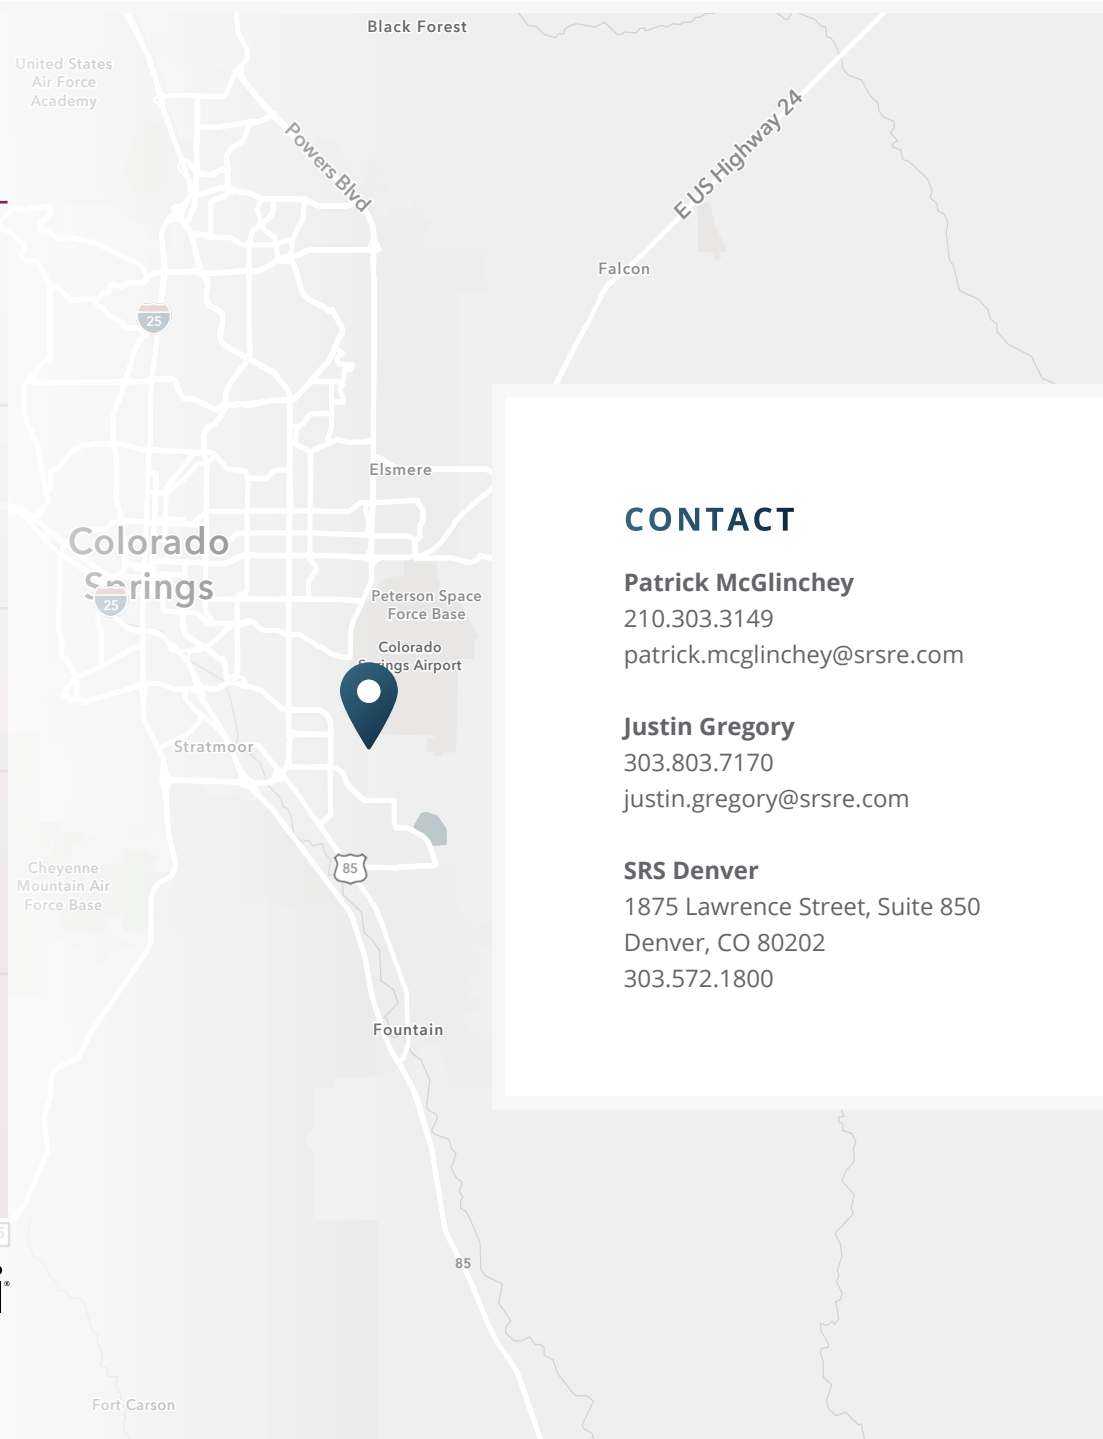 Black Forest
United States
Air Force
Academy
Powers Blvd
E US Highway 24
Falcon
25
Elsmere
Colorado
Springs
25
Peterson Space
Force Base
Colorado
Springs Airport
Stratmoor
85
Cheyenne
Mountain Air
Force Base
Fountain
85
Fort Carson
CONTACT
Patrick McGlinchey
210.303.3149
patrick.mcglinchey@srsre.com
Justin Gregory
303.803.7170
justin.gregory@srsre.com
SRS Denver
1875 Lawrence Street, Suite 850
Denver, CO 80202
303.572.1800